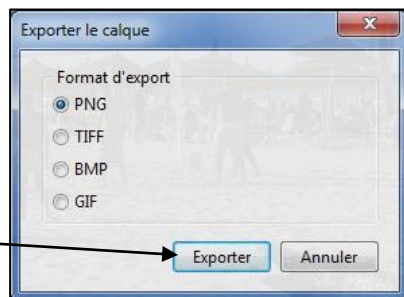 Exporter le calque
Format d'export
PNG
TIFF
BMP
GIF
Exporter Annuler